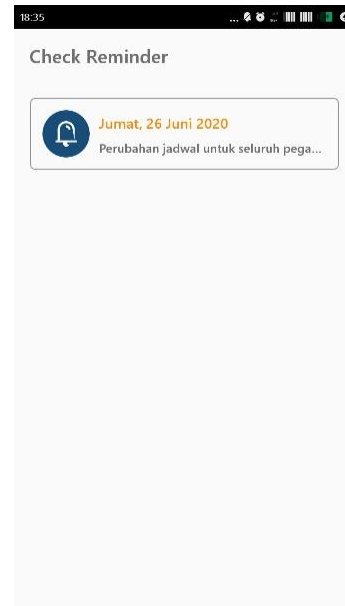 18:35
...
Check Reminder
Jumat, 26 Juni 2020
Perubahan jadwal untuk seluruh pega...